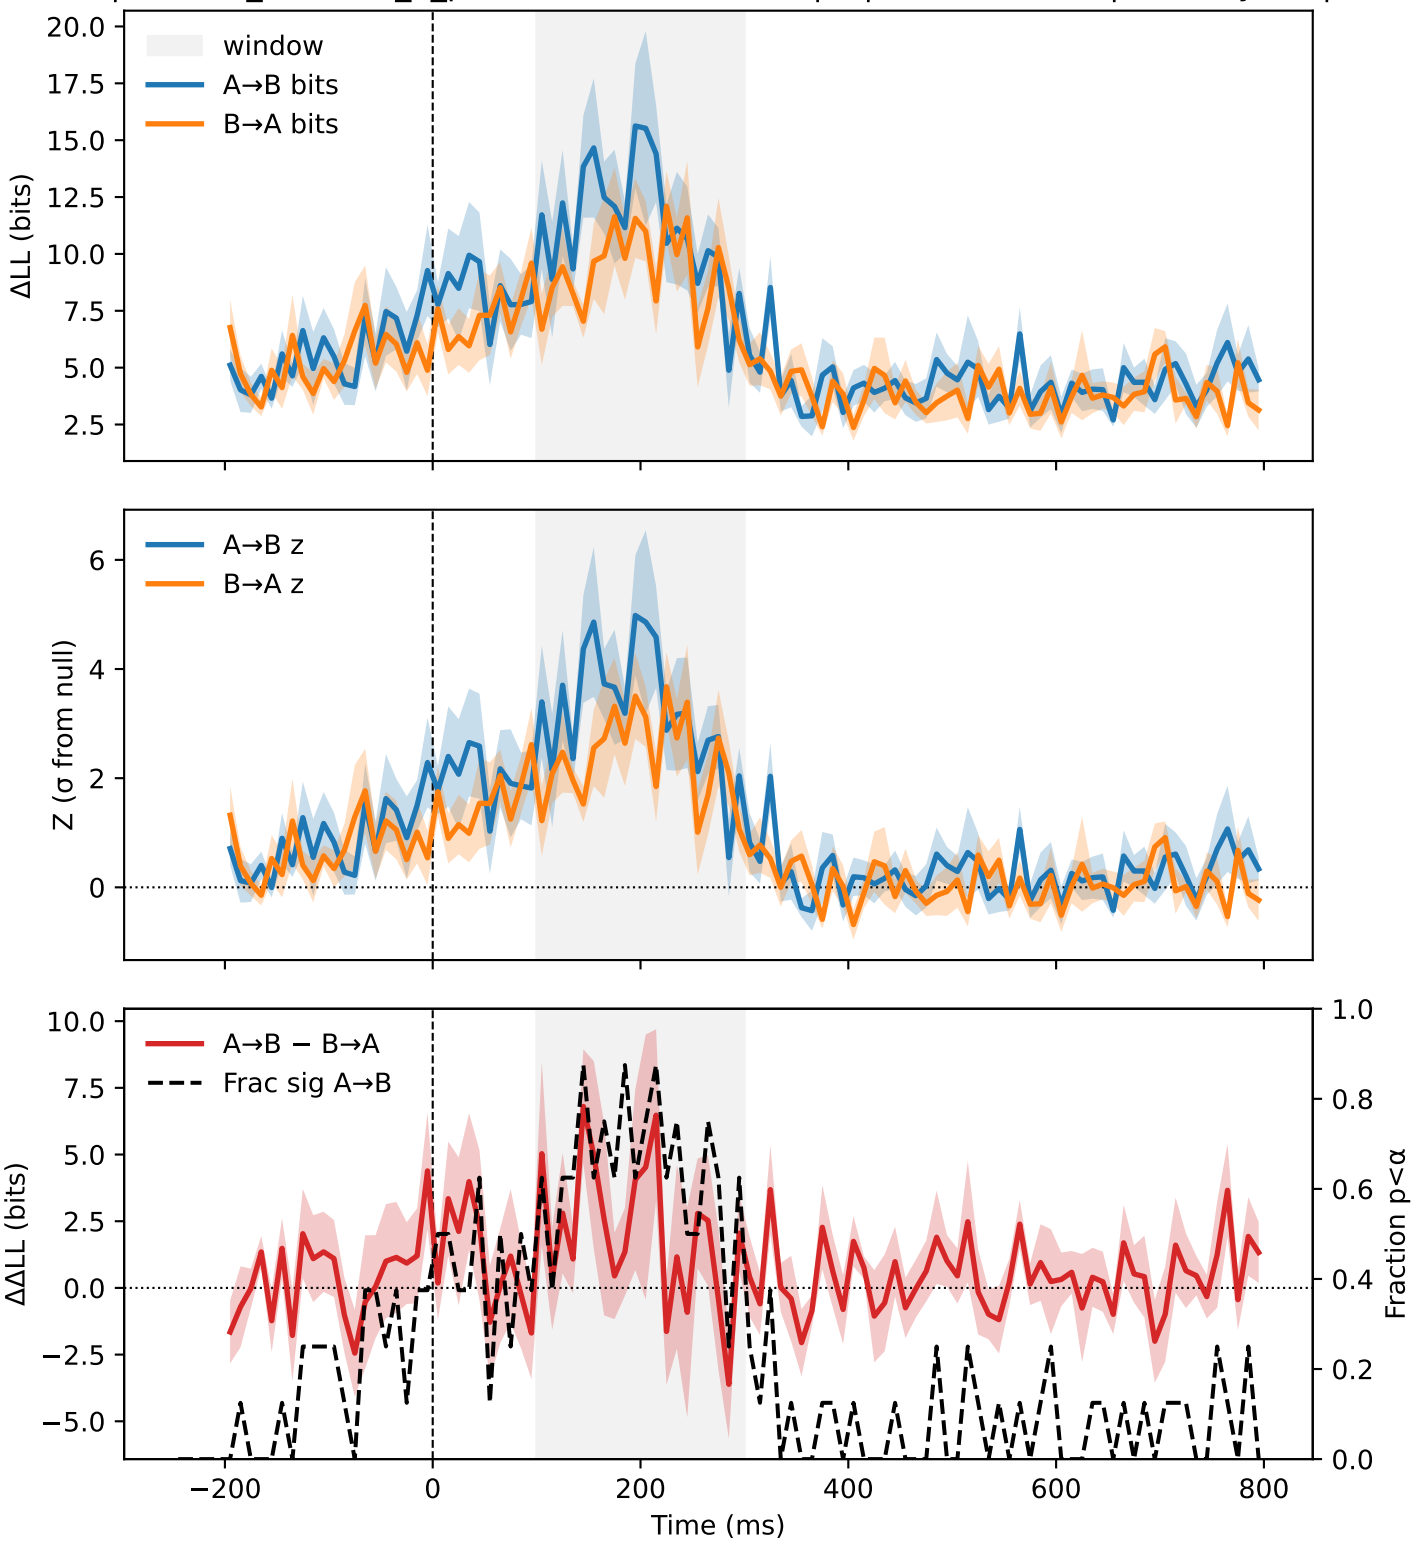 20.0
17.5
15.0
12.5
10.0
7.5
5.0
2.5
ΔLL (bits)
window
A→B bits
B→A bits
6
4
2
0
Z (σ from null)
A→B z
B→A z
10.0
7.5
5.0
2.5
0.0
−2.5
−5.0
ΔΔLL (bits)
A→B − B→A
Frac sig A→B
1.0
0.8
0.6
0.4
0.2
0.0
Fraction p<α
−200 0 200 400 600 800
Time (ms)